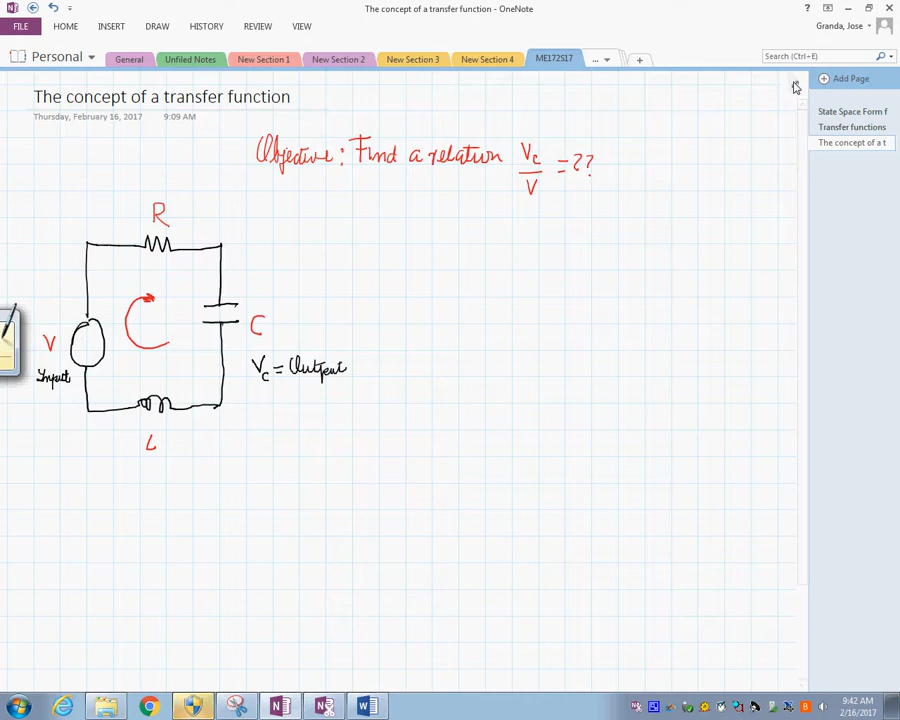 The concept of a transfer function - OneNote
FILE HOME INSERT DRAW HISTORY REVIEW VIEW
Granda, Jose
Personal General Unfiled Notes New Section 1 New Section 2 New Section 3 New Section 4 ME172S17 ...
Search (Ctrl+E)
The concept of a transfer function
Thursday, February 16, 2017 9:09 AM
Add Page
State Space Form f
Transfer functions
The concept of a t
Objective: Find a relation Vc/V = ??
R
V
Input
C
Vc = Output
L
9:42 AM
2/16/2017